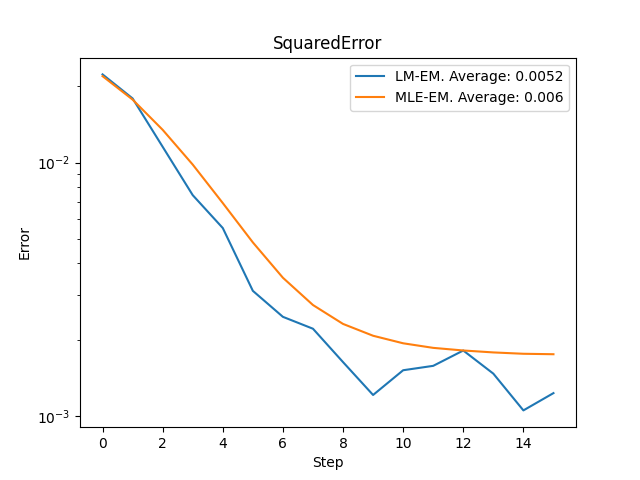 SquaredError
LM-EM. Average: 0.0052
MLE-EM. Average: 0.006
10⁻²
10⁻³
Error
0 2 4 6 8 10 12 14
Step